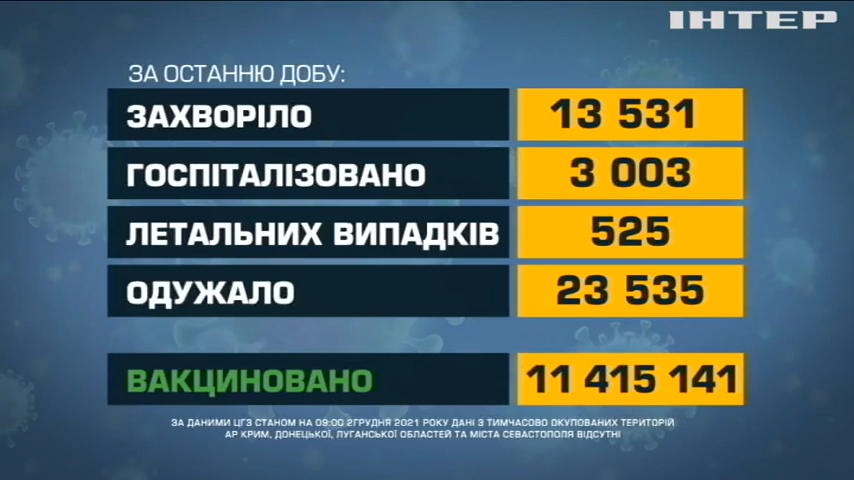 ІНТЕР
ЗА ОСТАННЮ ДОБУ:
ЗАХВОРІЛО 13 531
ГОСПІТАЛІЗОВАНО 3 003
ЛЕТАЛЬНИХ ВИПАДКІВ 525
ОДУЖАЛО 23 535
ВАКЦИНОВАНО 11 415 141
ЗА ДАНИМИ ЦГЗ СТАНОМ НА 09:00 2ГРУДНЯ 2021 РОКУ ДАНІ З ТИМЧАСОВО ОКУПОВАНИХ ТЕРИТОРІЙ
АР КРИМ, ДОНЕЦЬКОЇ, ЛУГАНСЬКОЇ ОБЛАСТЕЙ ТА МІСТА СЕВАСТОПОЛЯ ВІДСУТНІ